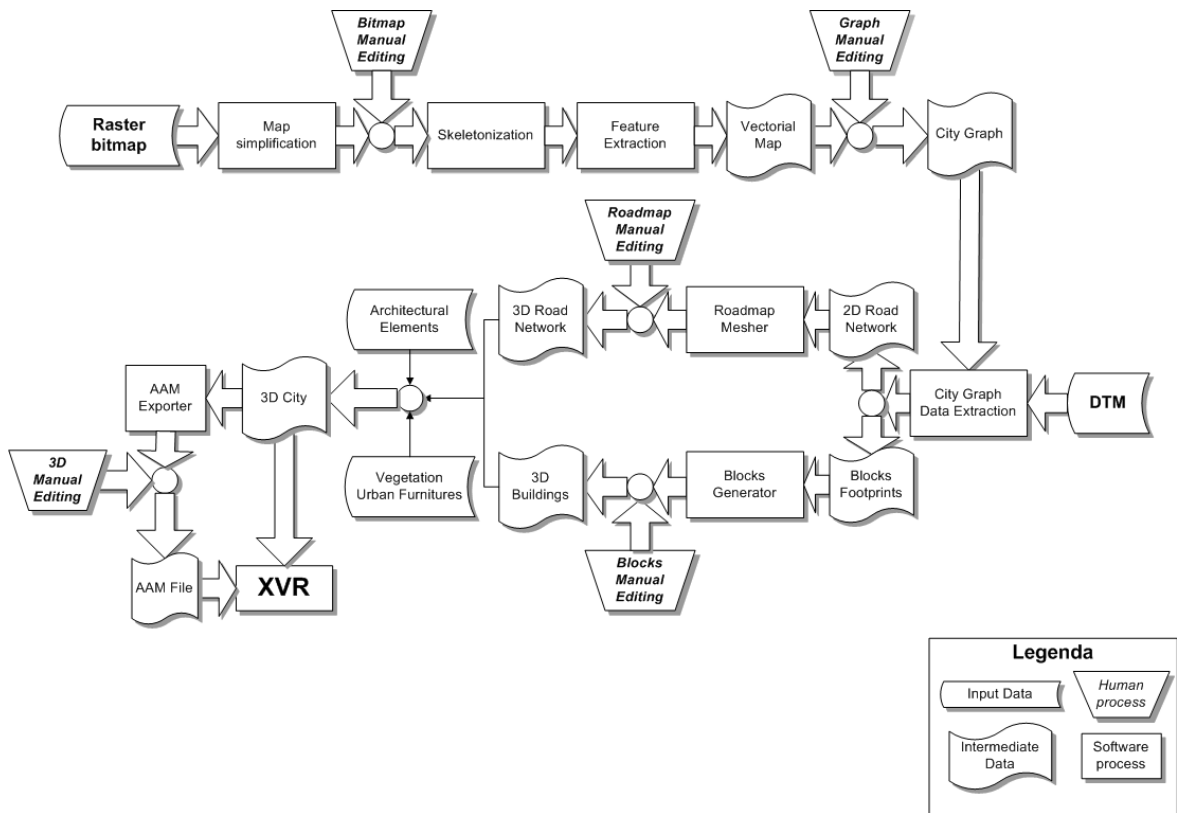 Bitmap
Manual
Editing
Graph
Manual
Editing
Raster
bitmap
Map
simplification
Skeletonization
Feature
Extraction
Vectorial
Map
City Graph
Roadmap
Manual
Editing
Architectural
Elements
3D Road
Network
Roadmap
Mesher
2D Road
Network
AAM
Exporter
3D City
City Graph
Data Extraction
DTM
3D
Manual
Editing
Vegetation
Urban Furnitures
3D
Buildings
Blocks
Generator
Blocks
Footprints
Blocks
Manual
Editing
AAM File
XVR
Legenda
Input Data
Human
process
Intermediate
Data
Software
process